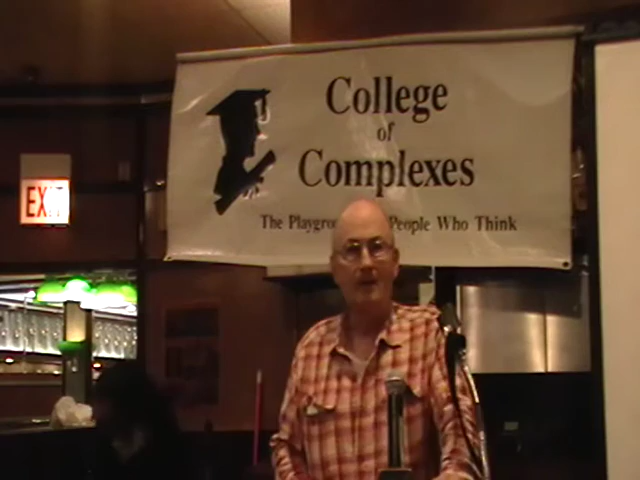 College
of
Complexes
The Playgro People Who Think
EXIT